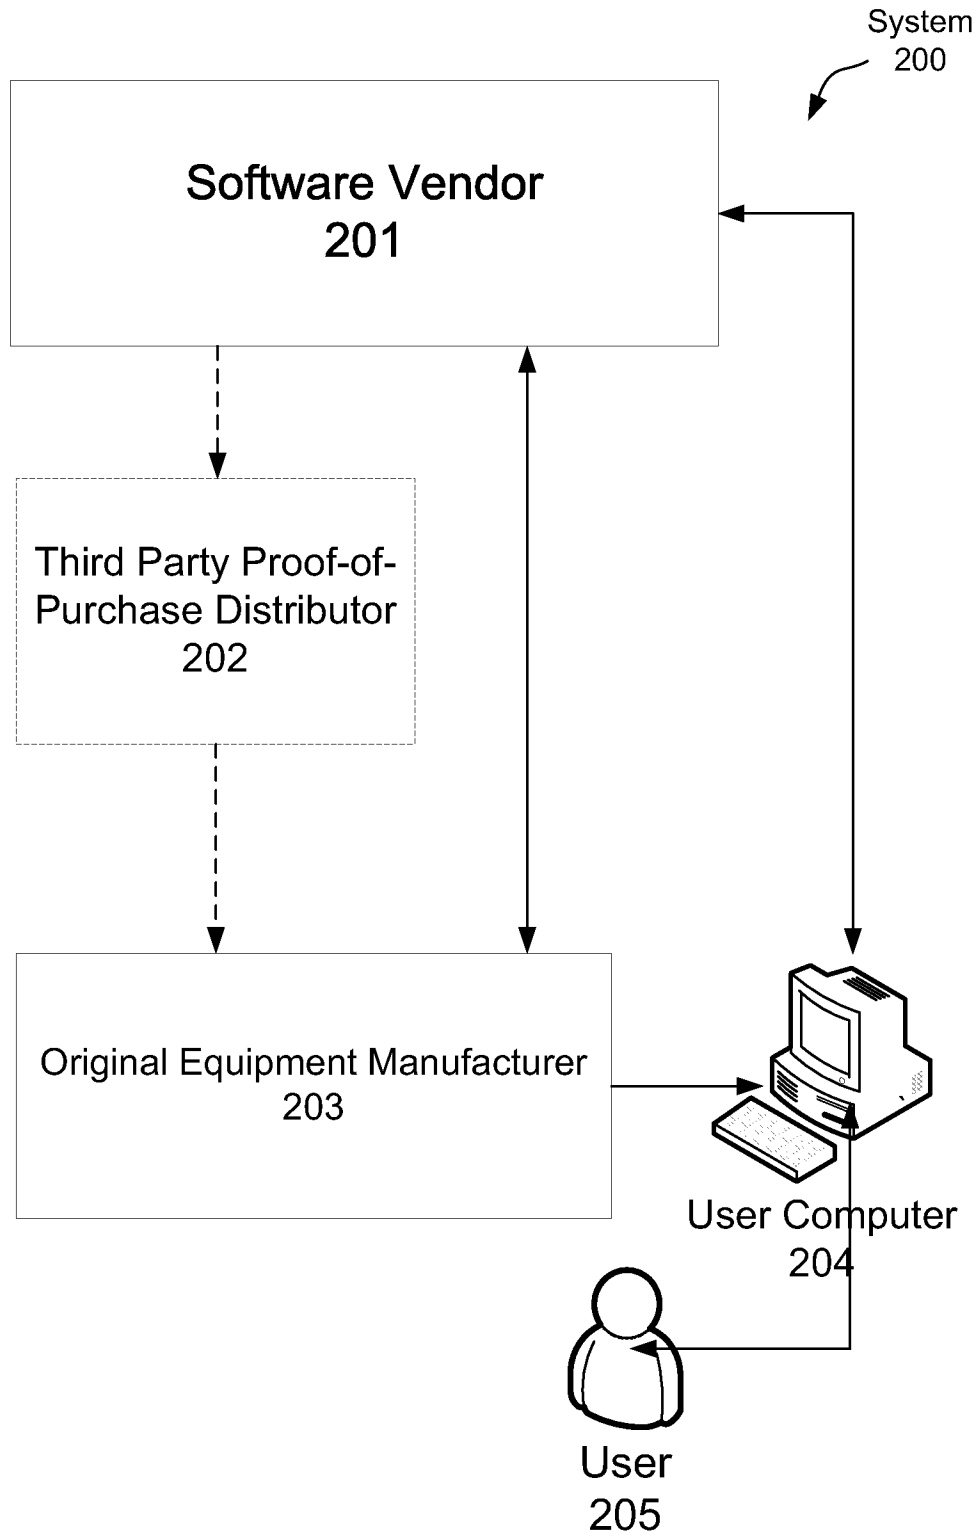 System
200
Software Vendor
201
Third Party Proof-of-
Purchase Distributor
202
Original Equipment Manufacturer
203
User Computer
204
User
205